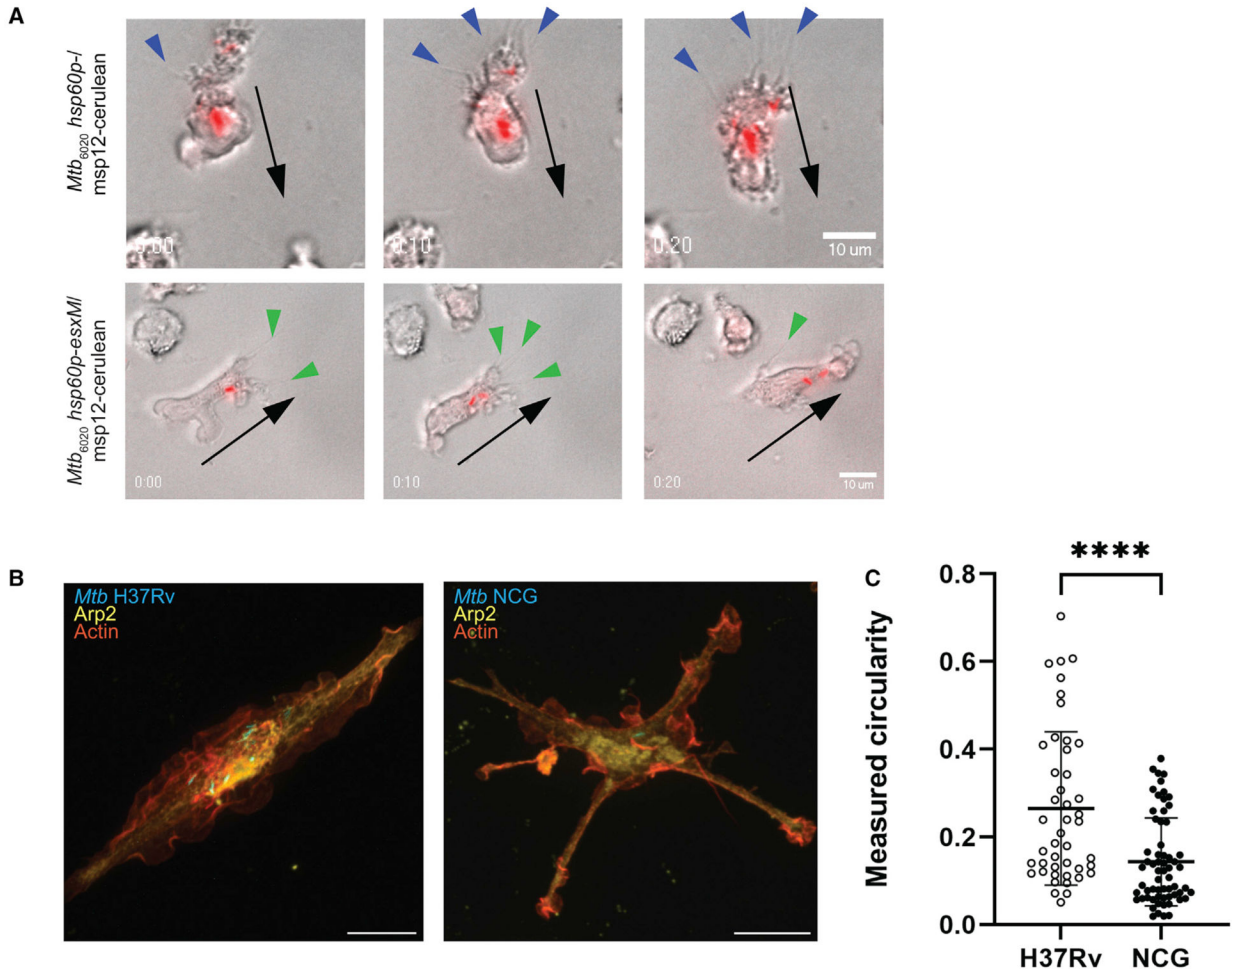 A
Mtb6020 hsp60p-/
msp12-cerulean
0:00
0:10
0:20
10 um
Mtb6020 hsp60p-esxM/
msp12-cerulean
0:00
0:10
0:20
10 um
B
Mtb H37Rv
Arp2
Actin
Mtb NCG
Arp2
Actin
C
****
Measured circularity
0.8
0.6
0.4
0.2
0.0
H37Rv NCG